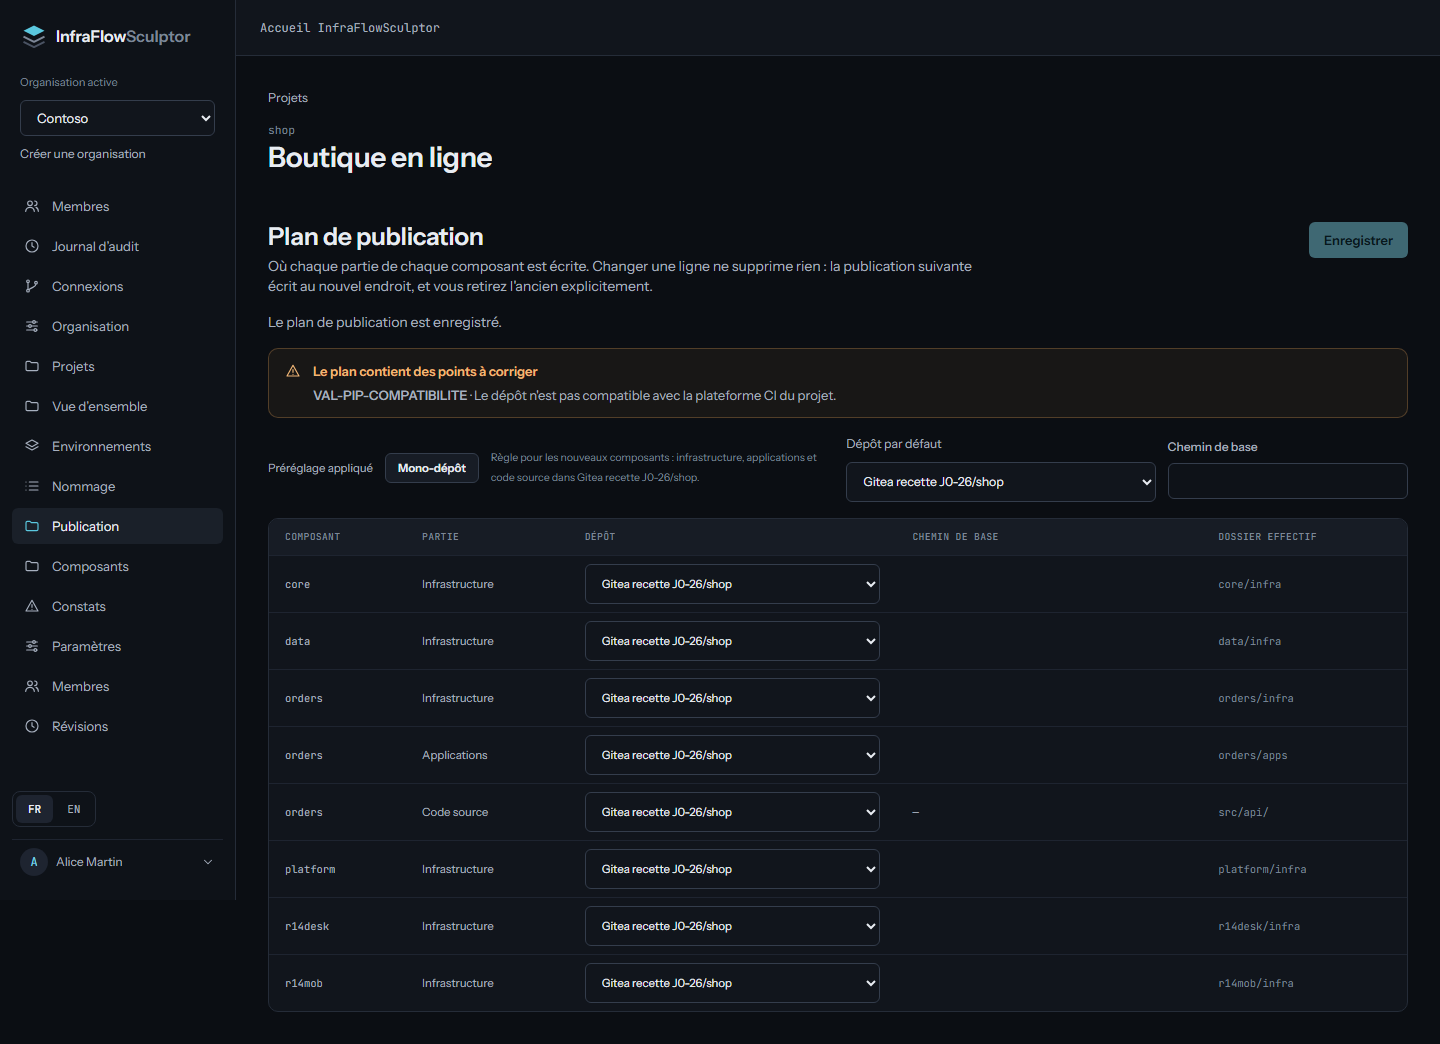 InfraFlowSculptor
Organisation active
Contoso
Créer une organisation
Membres
Journal d'audit
Connexions
Organisation
Projets
Vue d'ensemble
Environnements
Nommage
Publication
Composants
Constats
Paramètres
Membres
Révisions
FR EN
A Alice Martin
Accueil InfraFlowSculptor
Projets
shop
Boutique en ligne
Plan de publication
Enregistrer
Où chaque partie de chaque composant est écrite. Changer une ligne ne supprime rien : la publication suivante
écrit au nouvel endroit, et vous retirez l'ancien explicitement.
Le plan de publication est enregistré.
Le plan contient des points à corriger
VAL-PIP-COMPATIBILITE · Le dépôt n'est pas compatible avec la plateforme CI du projet.
Préréglage appliqué Mono-dépôt
Règle pour les nouveaux composants : infrastructure, applications et
code source dans Gitea recette J0-26/shop.
Dépôt par défaut
Gitea recette J0-26/shop
Chemin de base
COMPOSANT PARTIE DÉPÔT CHEMIN DE BASE DOSSIER EFFECTIF
core Infrastructure Gitea recette J0-26/shop core/infra
data Infrastructure Gitea recette J0-26/shop data/infra
orders Infrastructure Gitea recette J0-26/shop orders/infra
orders Applications Gitea recette J0-26/shop orders/apps
orders Code source Gitea recette J0-26/shop — src/api/
platform Infrastructure Gitea recette J0-26/shop platform/infra
r14desk Infrastructure Gitea recette J0-26/shop r14desk/infra
r14mob Infrastructure Gitea recette J0-26/shop r14mob/infra